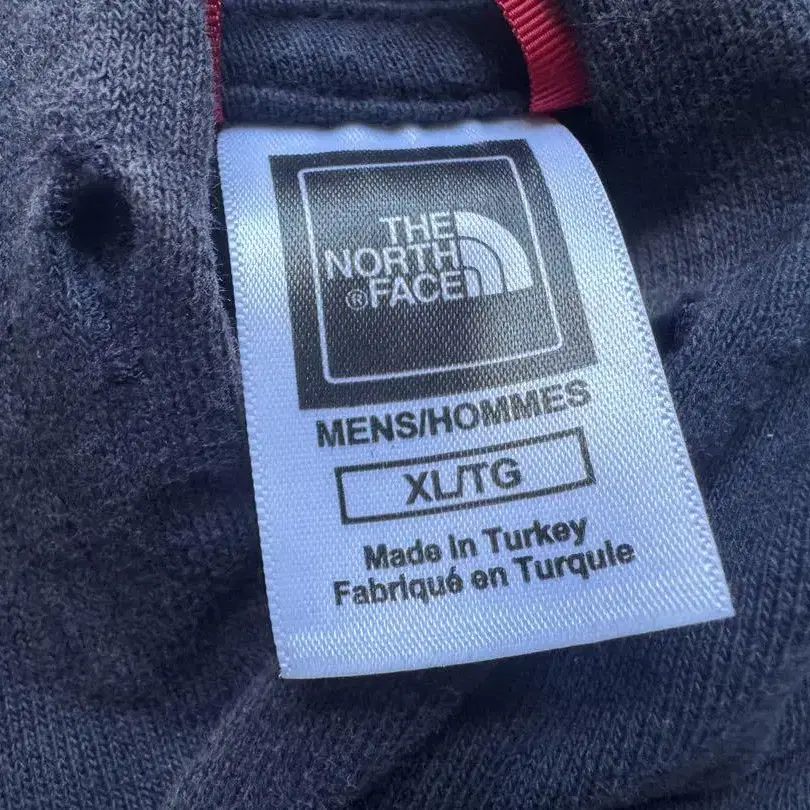 THE
NORTH
® FACE
MENS/HOMMES
XL/TG
Made In Turkey
Fabriqué en Turquie